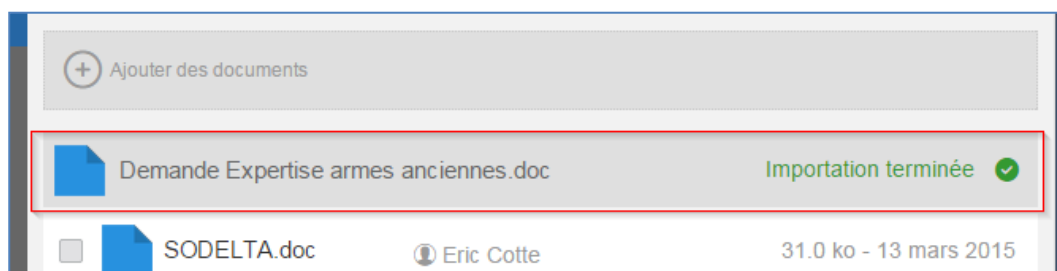 Ajouter des documents
Demande Expertise armes anciennes.doc Importation terminée
SODELTA.doc Eric Cotte 31.0 ko - 13 mars 2015